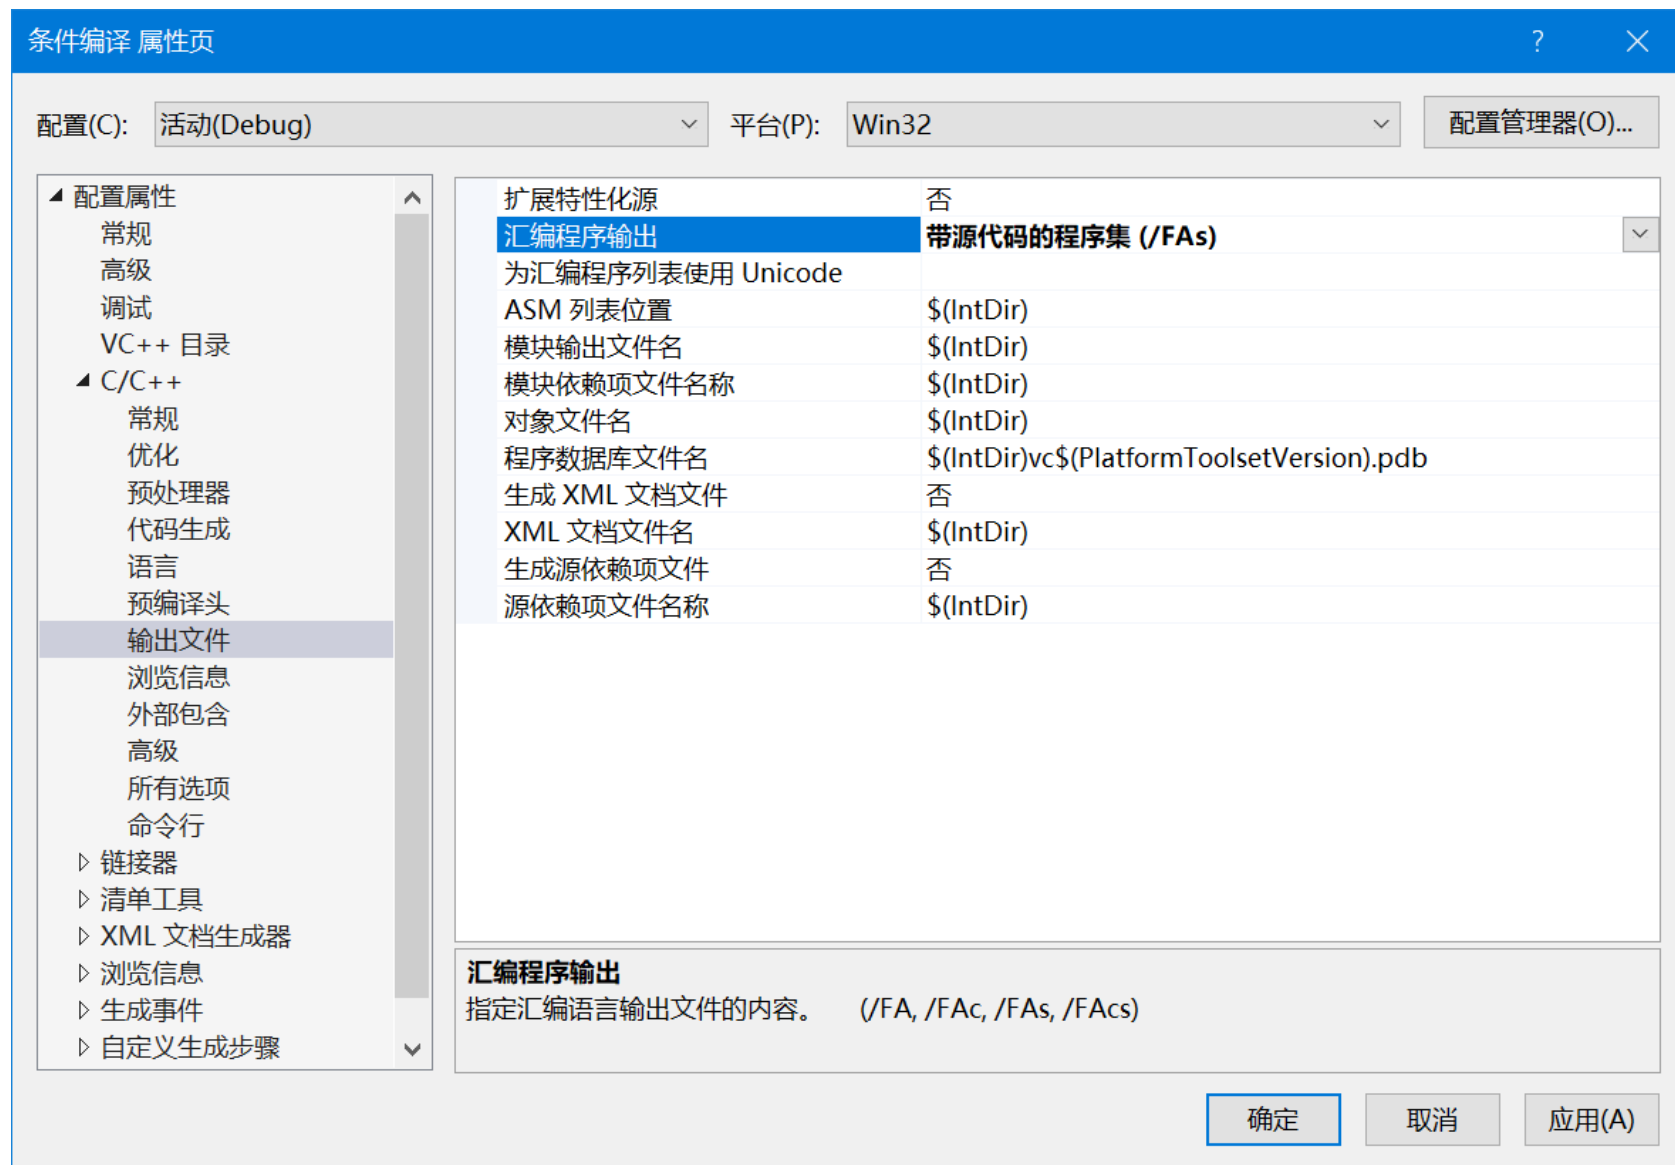 条件编译 属性页
配置(C): 活动(Debug) 平台(P): Win32 配置管理器(O)...
配置属性
常规
高级
调试
VC++ 目录
C/C++
常规
优化
预处理器
代码生成
语言
预编译头
输出文件
浏览信息
外部包含
高级
所有选项
命令行
链接器
清单工具
XML 文档生成器
浏览信息
生成事件
自定义生成步骤
扩展特性化源 否
汇编程序输出 带源代码的程序集 (/FAs)
为汇编程序列表使用 Unicode
ASM 列表位置 $(IntDir)
模块输出文件名 $(IntDir)
模块依赖项文件名称 $(IntDir)
对象文件名 $(IntDir)
程序数据库文件名 $(IntDir)vc$(PlatformToolsetVersion).pdb
生成 XML 文档文件 否
XML 文档文件名 $(IntDir)
生成源依赖项文件 否
源依赖项文件名称 $(IntDir)
汇编程序输出
指定汇编语言输出文件的内容。 (/FA, /FAc, /FAs, /FAcs)
确定 取消 应用(A)